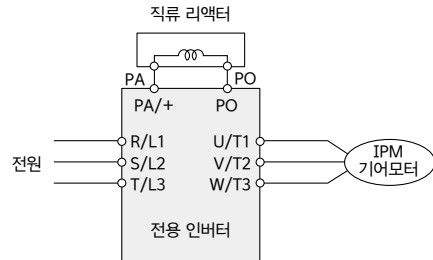 직류 리액터
PA PO
PA/+ PO
R/L1 U/T1
전원 S/L2 V/T2
T/L3 W/T3
IPM
기어모터
전용 인버터